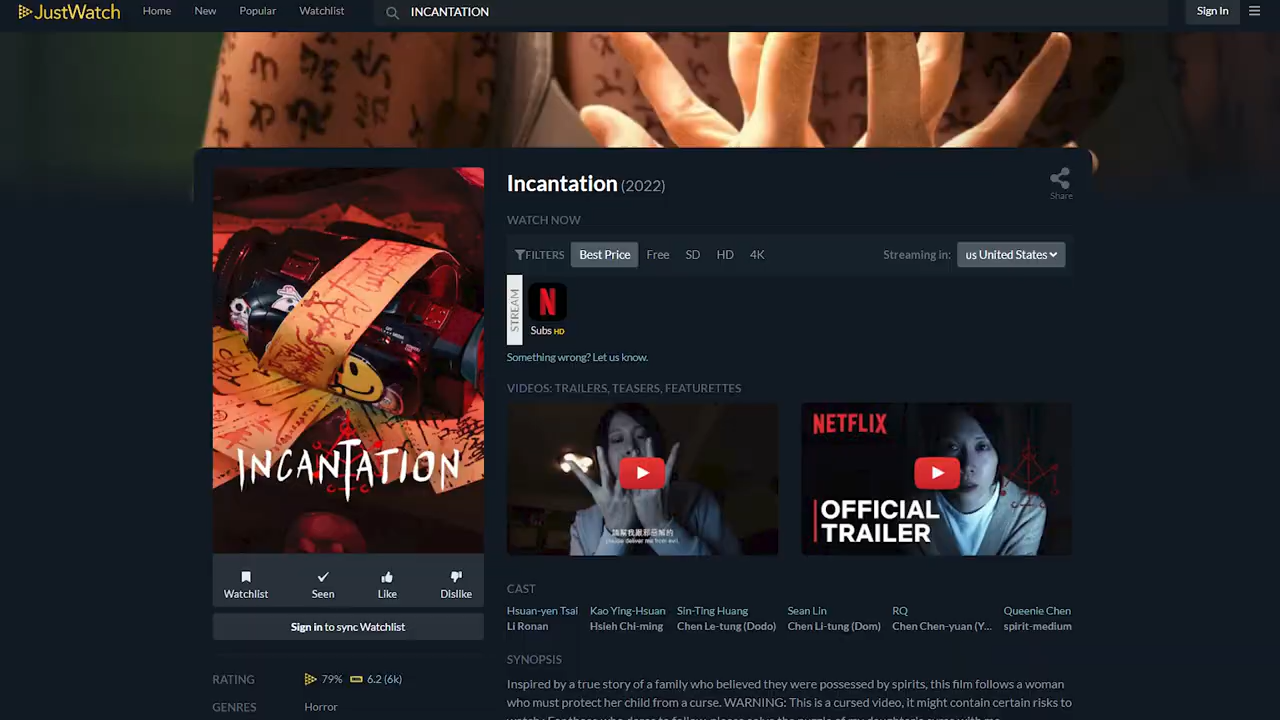 JustWatch
Home
New
Popular
Watchlist
INCANTATION
Sign In
Incantation (2022)
Share
WATCH NOW
FILTERS
Best Price
Free
SD
HD
4K
Streaming in:
us United States
STREAM
N
Subs HD
Something wrong? Let us know.
VIDEOS: TRAILERS, TEASERS, FEATURETTES
NETFLIX
OFFICIAL
TRAILER
INCANTATION
Watchlist
Seen
Like
Dislike
Sign in to sync Watchlist
CAST
Hsuan-yen Tsai
Li Ronan
Kao Ying-Hsuan
Hsieh Chi-ming
Sin-Ting Huang
Chen Le-tung (Dodo)
Sean Lin
Chen Li-tung (Dom)
RQ
Chen Chen-yuan (Y...
Queenie Chen
spirit-medium
RATING
79%
6.2 (6k)
GENRES
Horror
SYNOPSIS
Inspired by a true story of a family who believed they were possessed by spirits, this film follows a woman
who must protect her child from a curse. WARNING: This is a cursed video, it might contain certain risks to